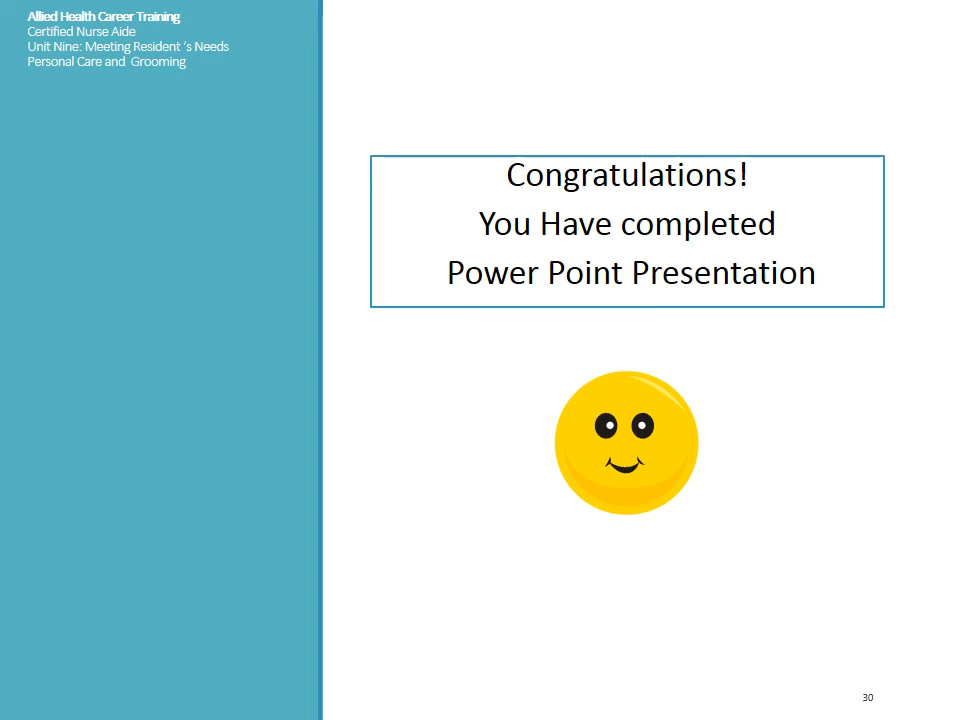 Allied Health Career Training
Certified Nurse Aide
Unit Nine: Meeting Resident ‘s Needs
Personal Care and  Grooming
Congratulations!
You Have completed
Power Point Presentation
30